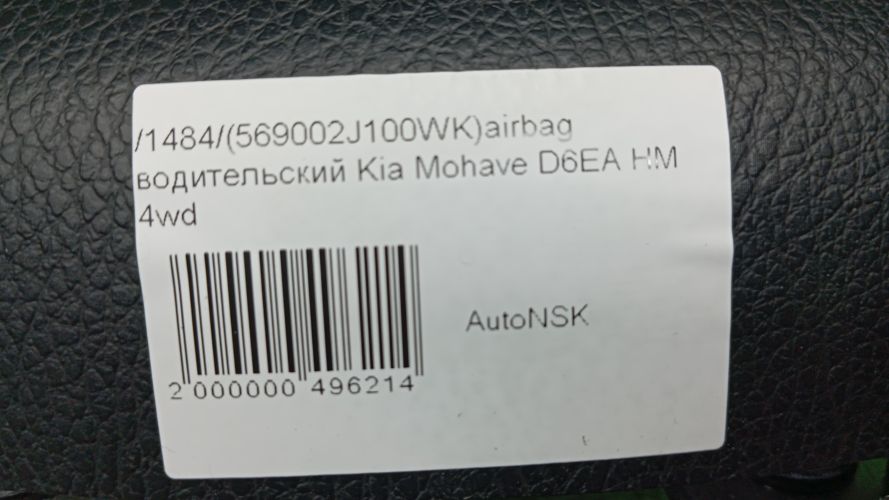 /1484/(569002J100WK)airbag
водительский Kia Mohave D6EA HM
4wd
AutoNSK
2 000000 496214